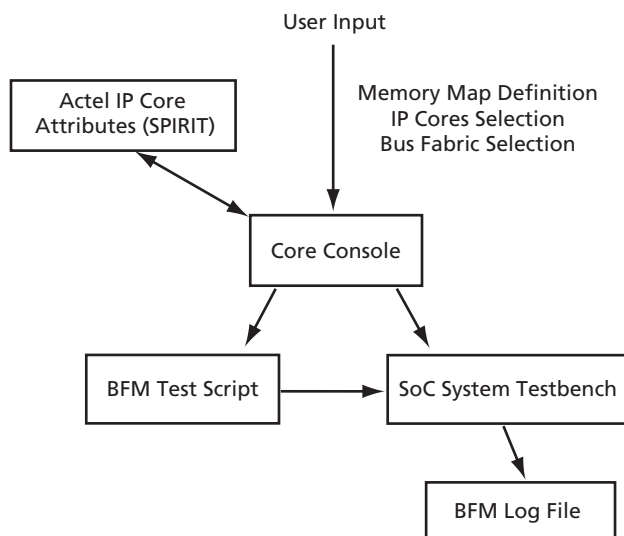 User Input
Actel IP Core
Attributes (SPIRIT)
Memory Map Definition
IP Cores Selection
Bus Fabric Selection
Core Console
BFM Test Script
SoC System Testbench
BFM Log File